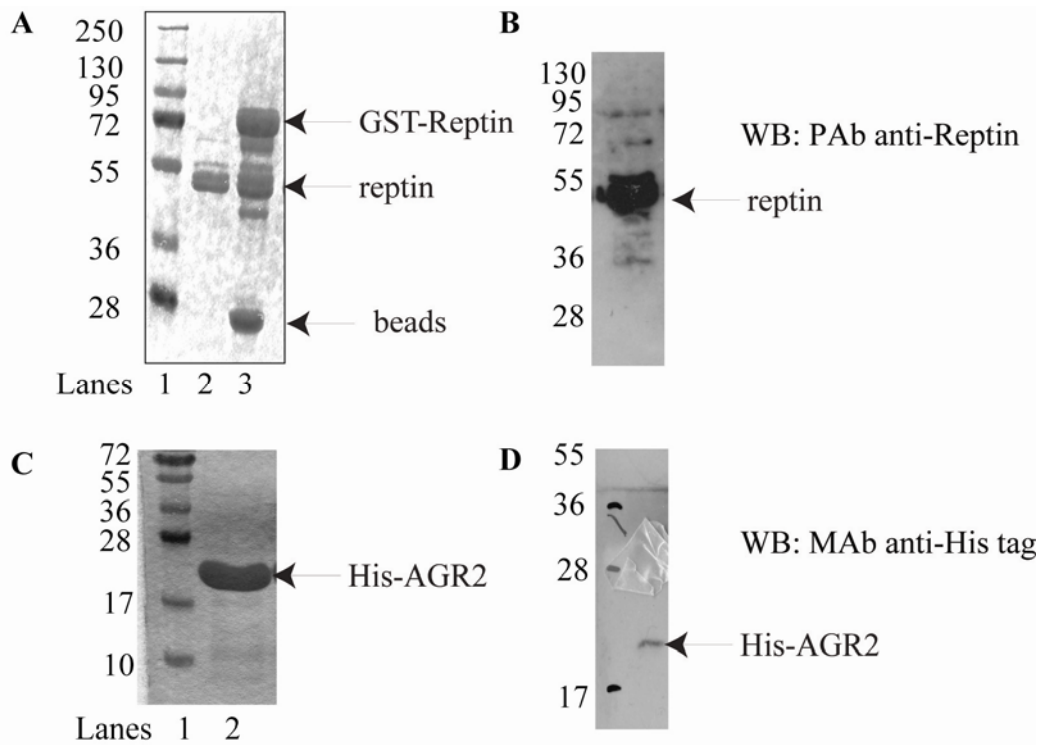 A
250
130
95
72
55
36
28
GST-Reptin
reptin
beads
Lanes 1 2 3
B
130
95
72
55
36
28
WB: PAb anti-Reptin
reptin
C
72
55
36
28
17
10
His-AGR2
Lanes 1 2
D
55
36
28
17
WB: MAb anti-His tag
His-AGR2